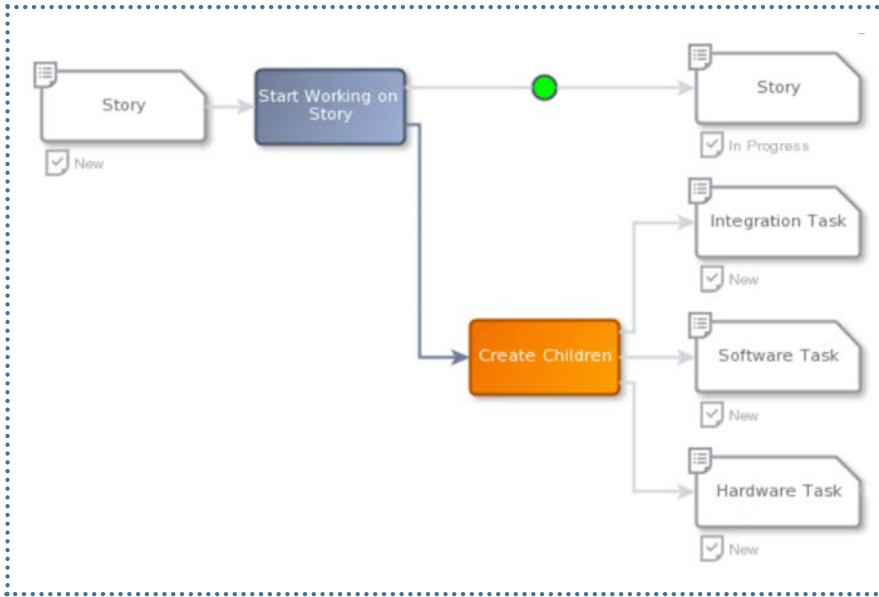 Story
New
Start Working on
Story
Story
In Progress
Integration Task
New
Create Children
Software Task
New
Hardware Task
New